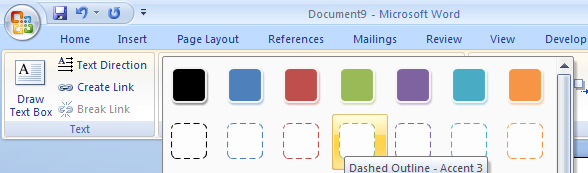 Document9 - Microsoft Word
Home Insert Page Layout References Mailings Review View Develop
Draw Text Box
Text Direction
Create Link
Break Link
Text
Dashed Outline - Accent 3